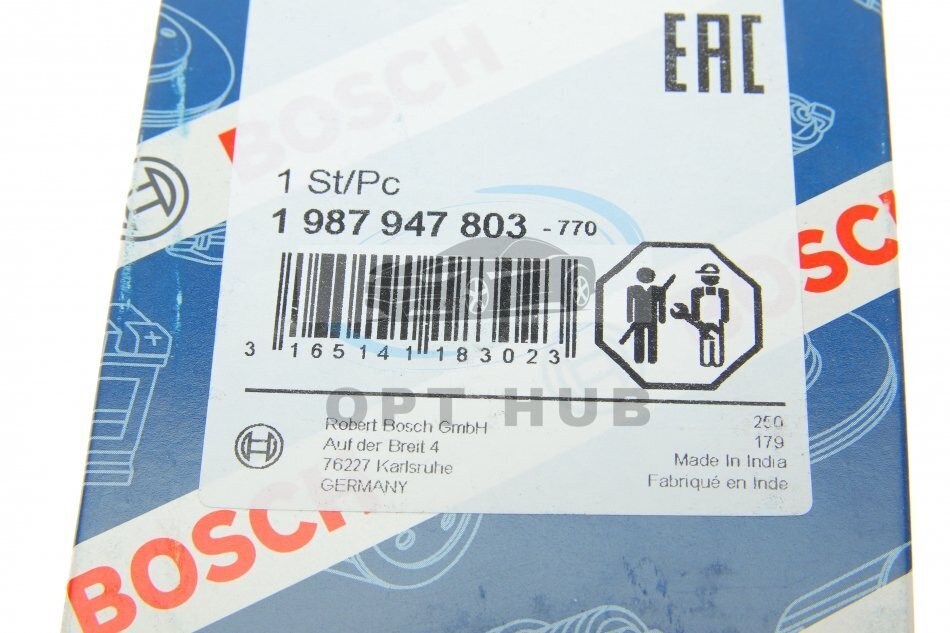 BOSCH
EAC
1 St/Pc
1 987 947 803 - 770
BOSCH
3 165141 183023
OPT HUB
Robert Bosch GmbH
Auf der Breit 4
76227 Karlsruhe
GERMANY
250
179
Made In India
Fabriqué en Inde
BOSCH